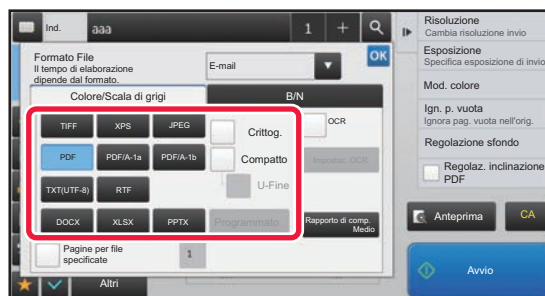 Ind.
aaa
1
Formato File
Il tempo di elaborazione
dipende dal formato.
E-mail
OK
Colore/Scala di grigi
B/N
TIFF
XPS
JPEG
Crittog.
OCR
PDF
PDF/A-1a
PDF/A-1b
Compatto
Impostaz. OCR
TXT(UTF-8)
RTF
U-Fine
DOCX
XLSX
PPTX
Programmato
Rapporto di comp.
Medio
Pagine per file
specificate
1
Altri
Risoluzione
Cambia risoluzione invio
Esposizione
Specifica esposizione di invio
Mod. colore
Ign. p. vuota
Ignora pag. vuota nell'orig.
Regolazione sfondo
Regolaz. inclinazione
PDF
Anteprima
CA
Avvio